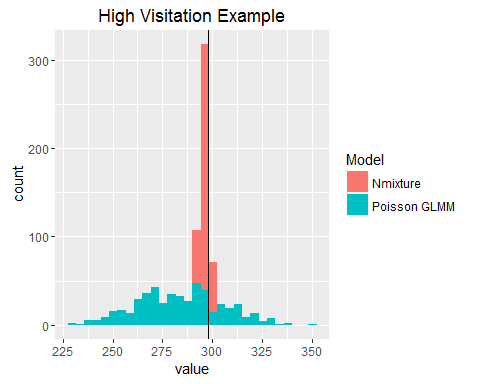 High Visitation Example
300
200
100
0
count
225 250 275 300 325 350
value
Model
Nmixture
Poisson GLMM